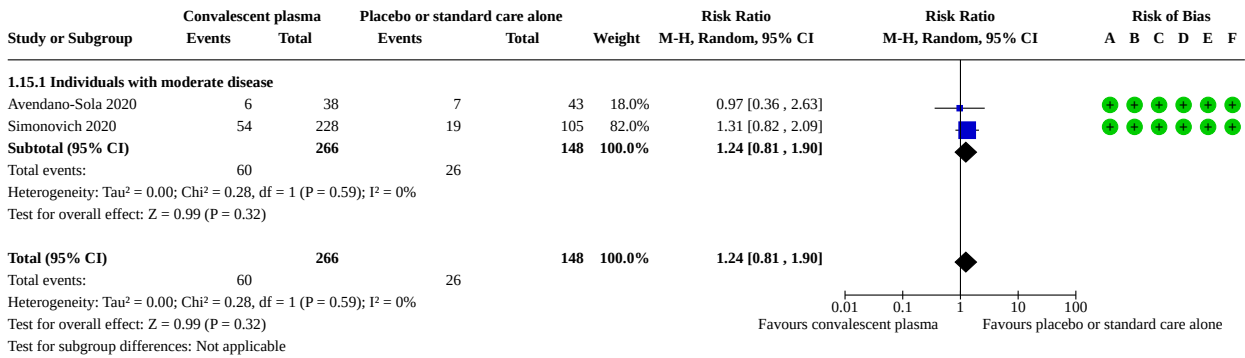 Convalescent plasma Placebo or standard care alone Risk Ratio Risk Ratio Risk of Bias
Study or Subgroup Events Total Events Total Weight M-H, Random, 95% CI M-H, Random, 95% CI A B C D E F
1.15.1 Individuals with moderate disease
Avendano-Sola 2020 6 38 7 43 18.0% 0.97 [0.36 , 2.63] + + + + + +
Simonovich 2020 54 228 19 105 82.0% 1.31 [0.82 , 2.09] + + + + + +
Subtotal (95% CI) 266 148 100.0% 1.24 [0.81 , 1.90]
Total events: 60 26
Heterogeneity: Tau² = 0.00; Chi² = 0.28, df = 1 (P = 0.59); I² = 0%
Test for overall effect: Z = 0.99 (P = 0.32)
Total (95% CI) 266 148 100.0% 1.24 [0.81 , 1.90]
Total events: 60 26
Heterogeneity: Tau² = 0.00; Chi² = 0.28, df = 1 (P = 0.59); I² = 0%
0.01 0.1 1 10 100
Test for overall effect: Z = 0.99 (P = 0.32) Favours convalescent plasma Favours placebo or standard care alone
Test for subgroup differences: Not applicable